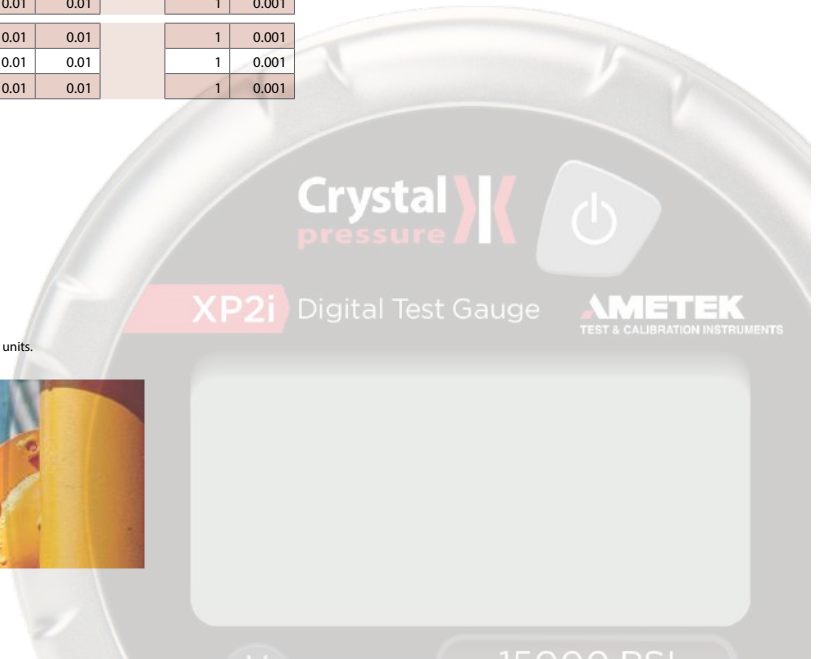 0.01 0.01 1 0.001
0.01 0.01 1 0.001
0.01 0.01 1 0.001
0.01 0.01 1 0.001
Crystal
pressure
XP2i Digital Test Gauge
AMETEK
TEST & CALIBRATION INSTRUMENTS
units.
15000 PSI